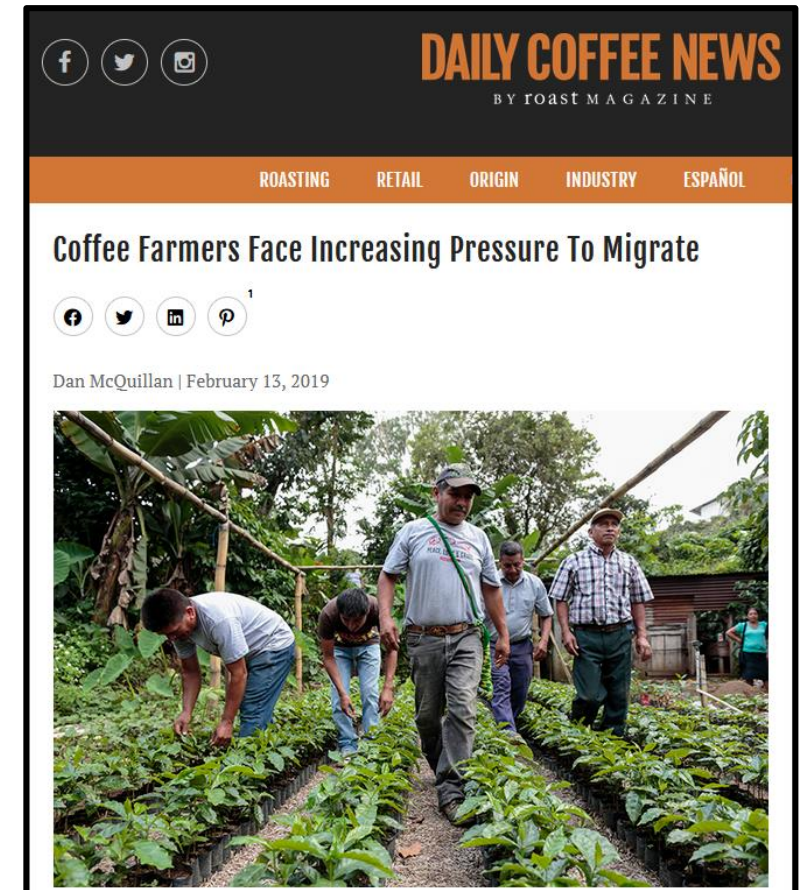 DAILY COFFEE NEWS
BY roast MAGAZINE
ROASTING RETAIL ORIGIN INDUSTRY ESPAÑOL
Coffee Farmers Face Increasing Pressure To Migrate
1
Dan McQuillan | February 13, 2019